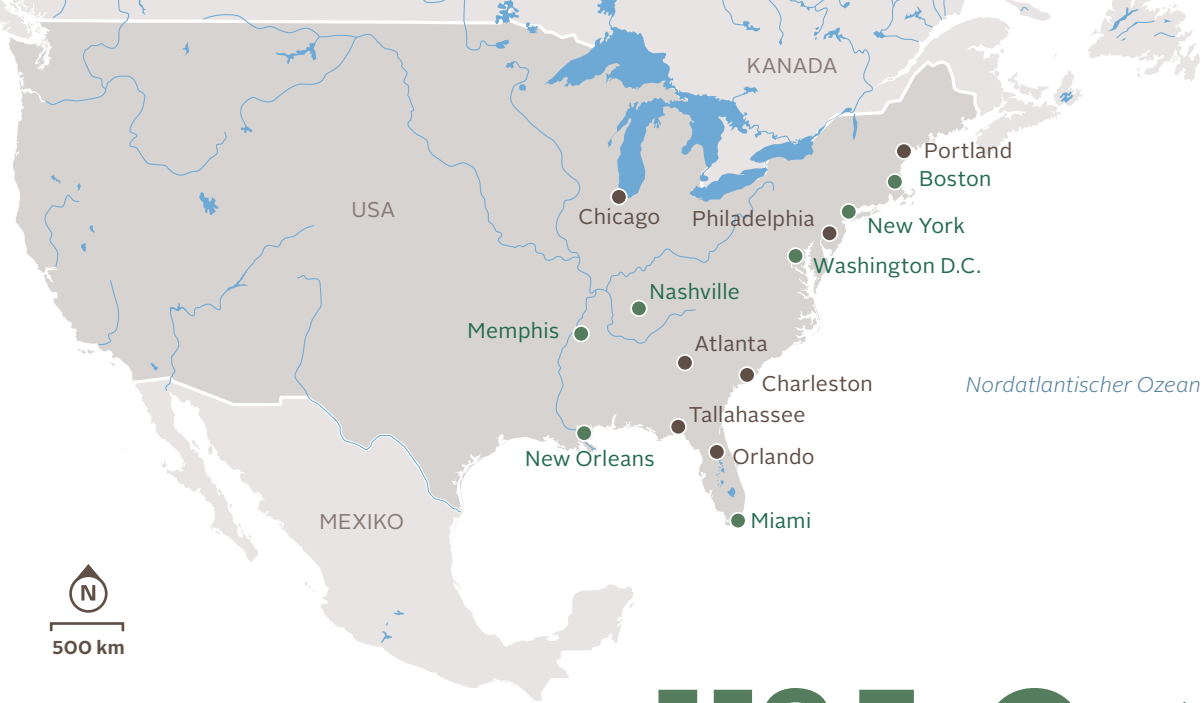 KANADA
Portland
Boston
USA
Chicago
Philadelphia
New York
Washington D.C.
Nashville
Memphis
Atlanta
Charleston
Nordatlantischer Ozean
Tallahassee
New Orleans
Orlando
MEXIKO
Miami
N
500 km